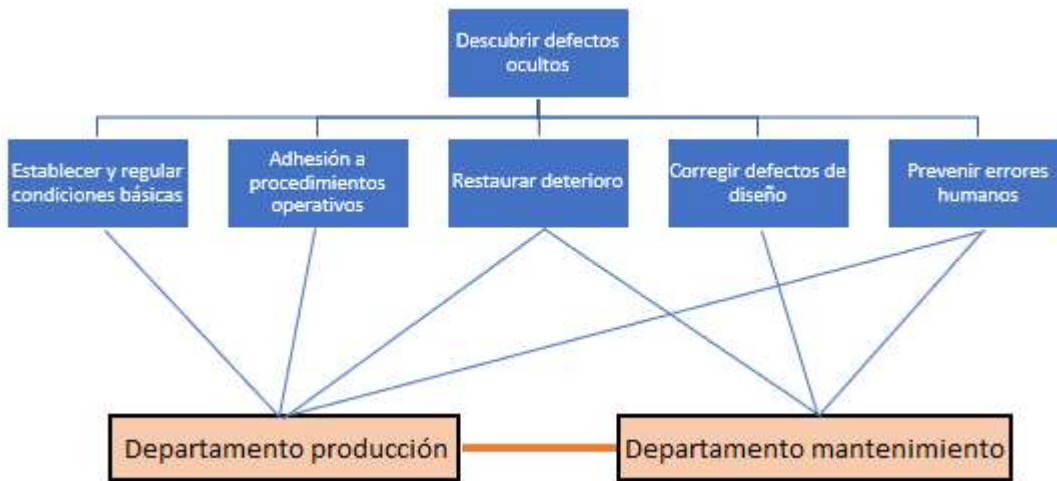 Descubrir defectos
ocultos
Establecer y regular
condiciones básicas
Adhesión a
procedimientos
operativos
Restaurar deterioro
Corregir defectos de
diseño
Prevenir errores
humanos
Departamento producción
Departamento mantenimiento